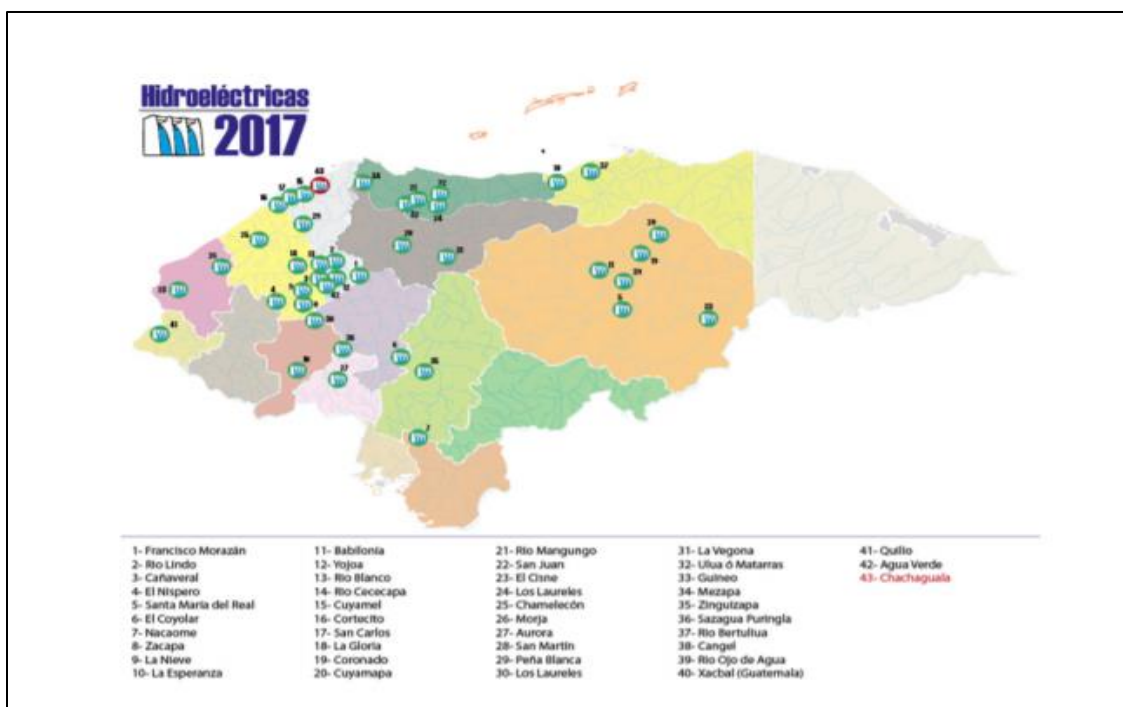 Hidroeléctricas
2017
1- Francisco Morazán
2- Rio Lindo
3- Cañaveral
4- El Nispero
5- Santa María del Real
6- El Coyolar
7- Nacaome
8- Zacapa
9- La Nieve
10- La Esperanza
11- Babilonia
12- Yojoa
13- Rio Blanco
14- Rio Cececapa
15- Cuyamel
16- Cortecito
17- San Carlos
18- La Gloria
19- Coronado
20- Cuyamapa
21- Rio Mangungo
22- San Juan
23- El Cisne
24- Los Laureles
25- Chamelecón
26- Morja
27- Aurora
28- San Martin
29- Peña Blanca
30- Los Laureles
31- La Vegona
32- Ulua ó Matarras
33- Guineo
34- Mezapa
35- Zinguizapa
36- Sazagua Puringla
37- Rio Bertuliua
38- Cangel
39- Rio Ojo de Agua
40- Xacbal (Guatemala)
41- Quilio
42- Agua Verde
43- Chachaguala